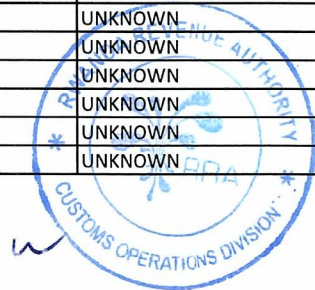 UNKNOWN
UNKNOWN
UNKNOWN
UNKNOWN
UNKNOWN
UNKNOWN
RWANDA REVENUE AUTHORITY
RRA
* CUSTOMS OPERATIONS DIVISION *